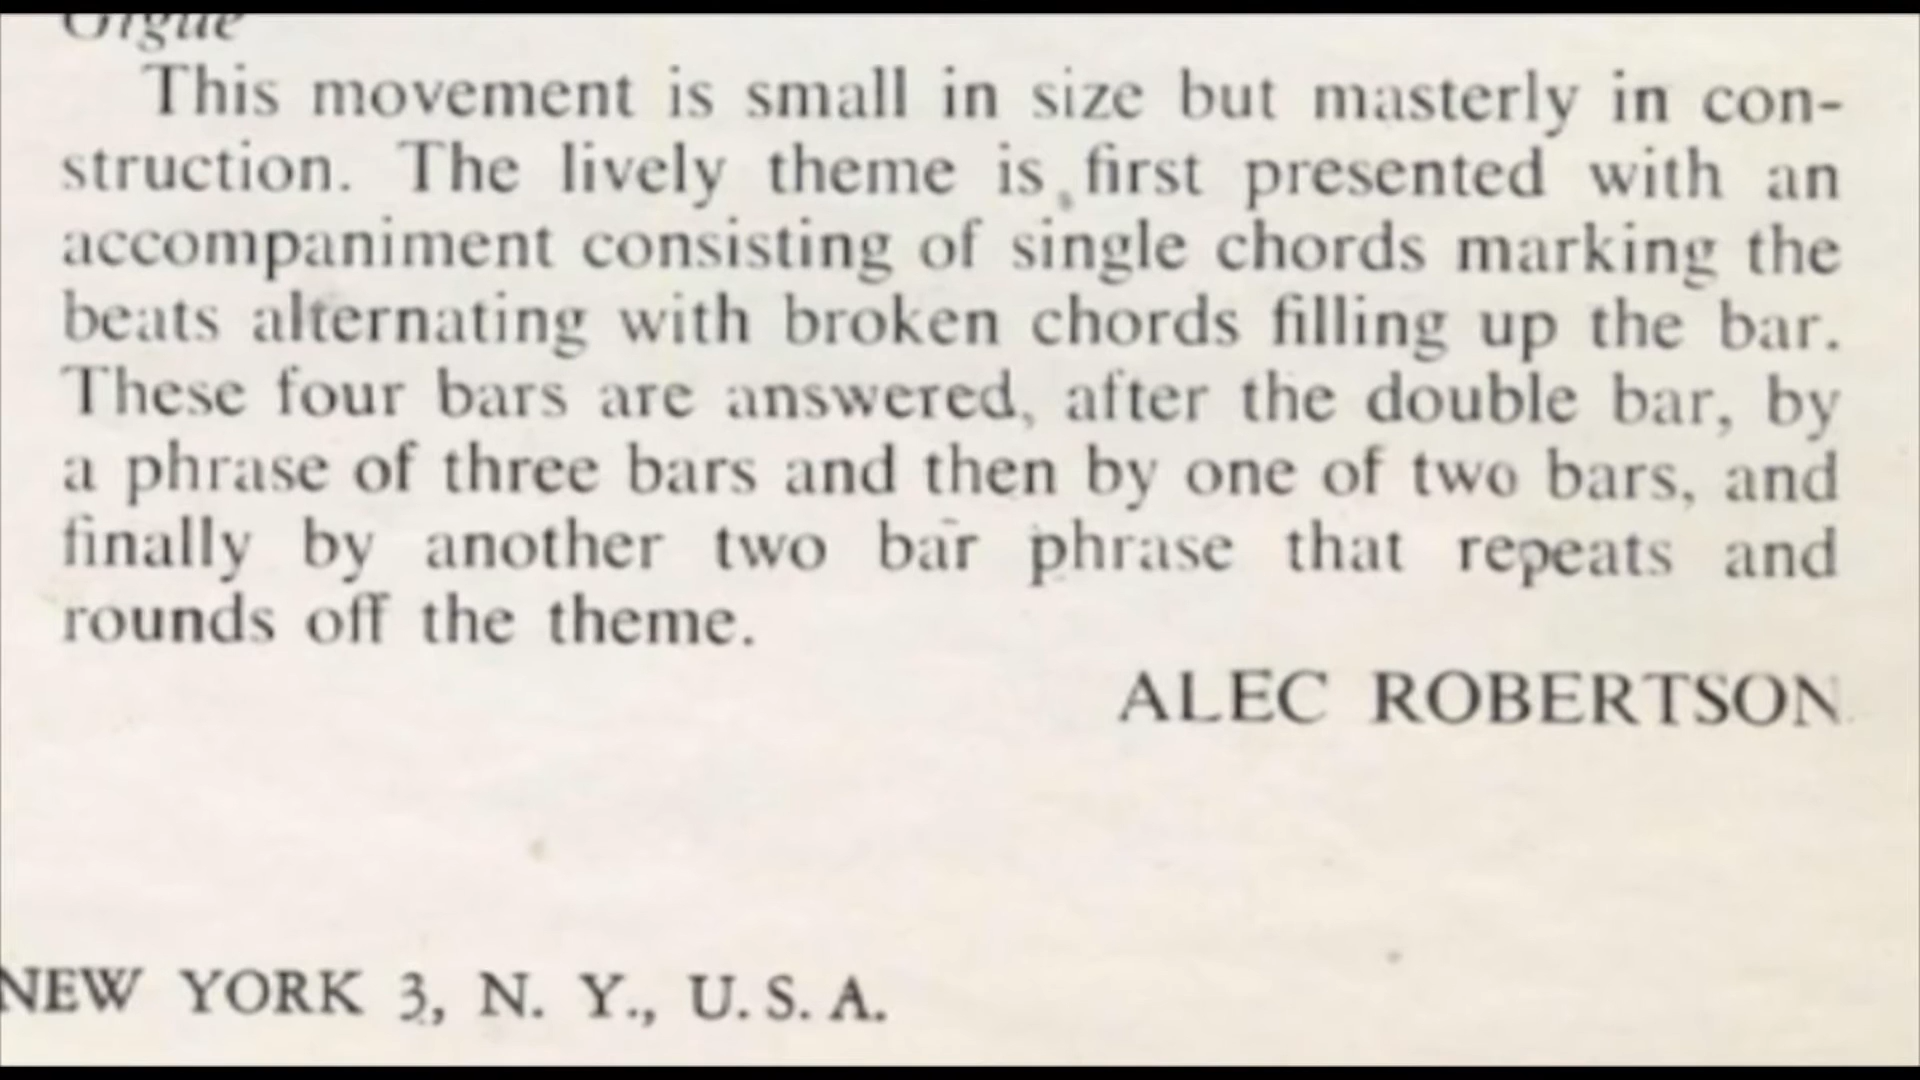 Gigue
This movement is small in size but masterly in con-
struction. The lively theme is first presented with an
accompaniment consisting of single chords marking the
beats alternating with broken chords filling up the bar.
These four bars are answered, after the double bar, by
a phrase of three bars and then by one of two bars, and
finally by another two bar phrase that repeats and
rounds off the theme.
ALEC ROBERTSON
NEW YORK 3, N. Y., U.S.A.